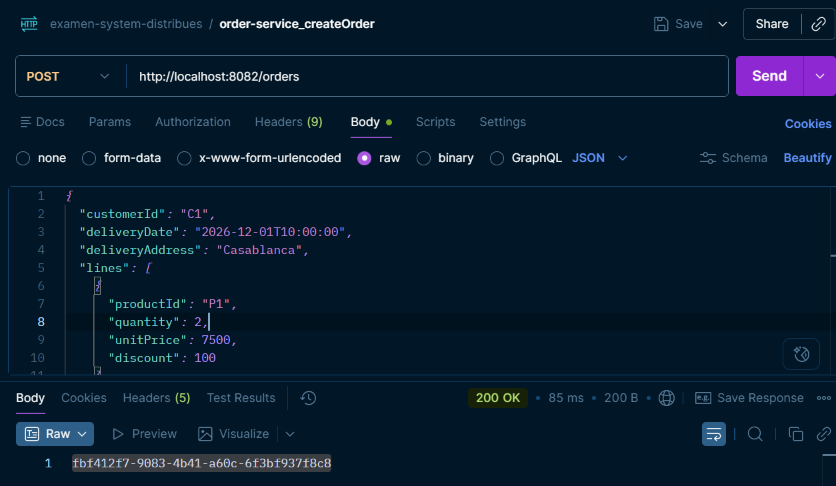 HTTP examen-system-distribues / order-service_createOrder Save Share
POST http://localhost:8082/orders Send
Docs Params Authorization Headers (9) Body Scripts Settings Cookies
none form-data x-www-form-urlencoded raw binary GraphQL JSON Schema Beautify
1 {
2 "customerId": "C1",
3 "deliveryDate": "2026-12-01T10:00:00",
4 "deliveryAddress": "Casablanca",
5 "lines": [
6 {
7 "productId": "P1",
8 "quantity": 2,
9 "unitPrice": 7500,
10 "discount": 100
11 }
Body Cookies Headers (5) Test Results 200 OK • 85 ms • 200 B • e.g. Save Response
Raw Preview Visualize
1 fbf412f7-9083-4b41-a60c-6f3bf937f8c8